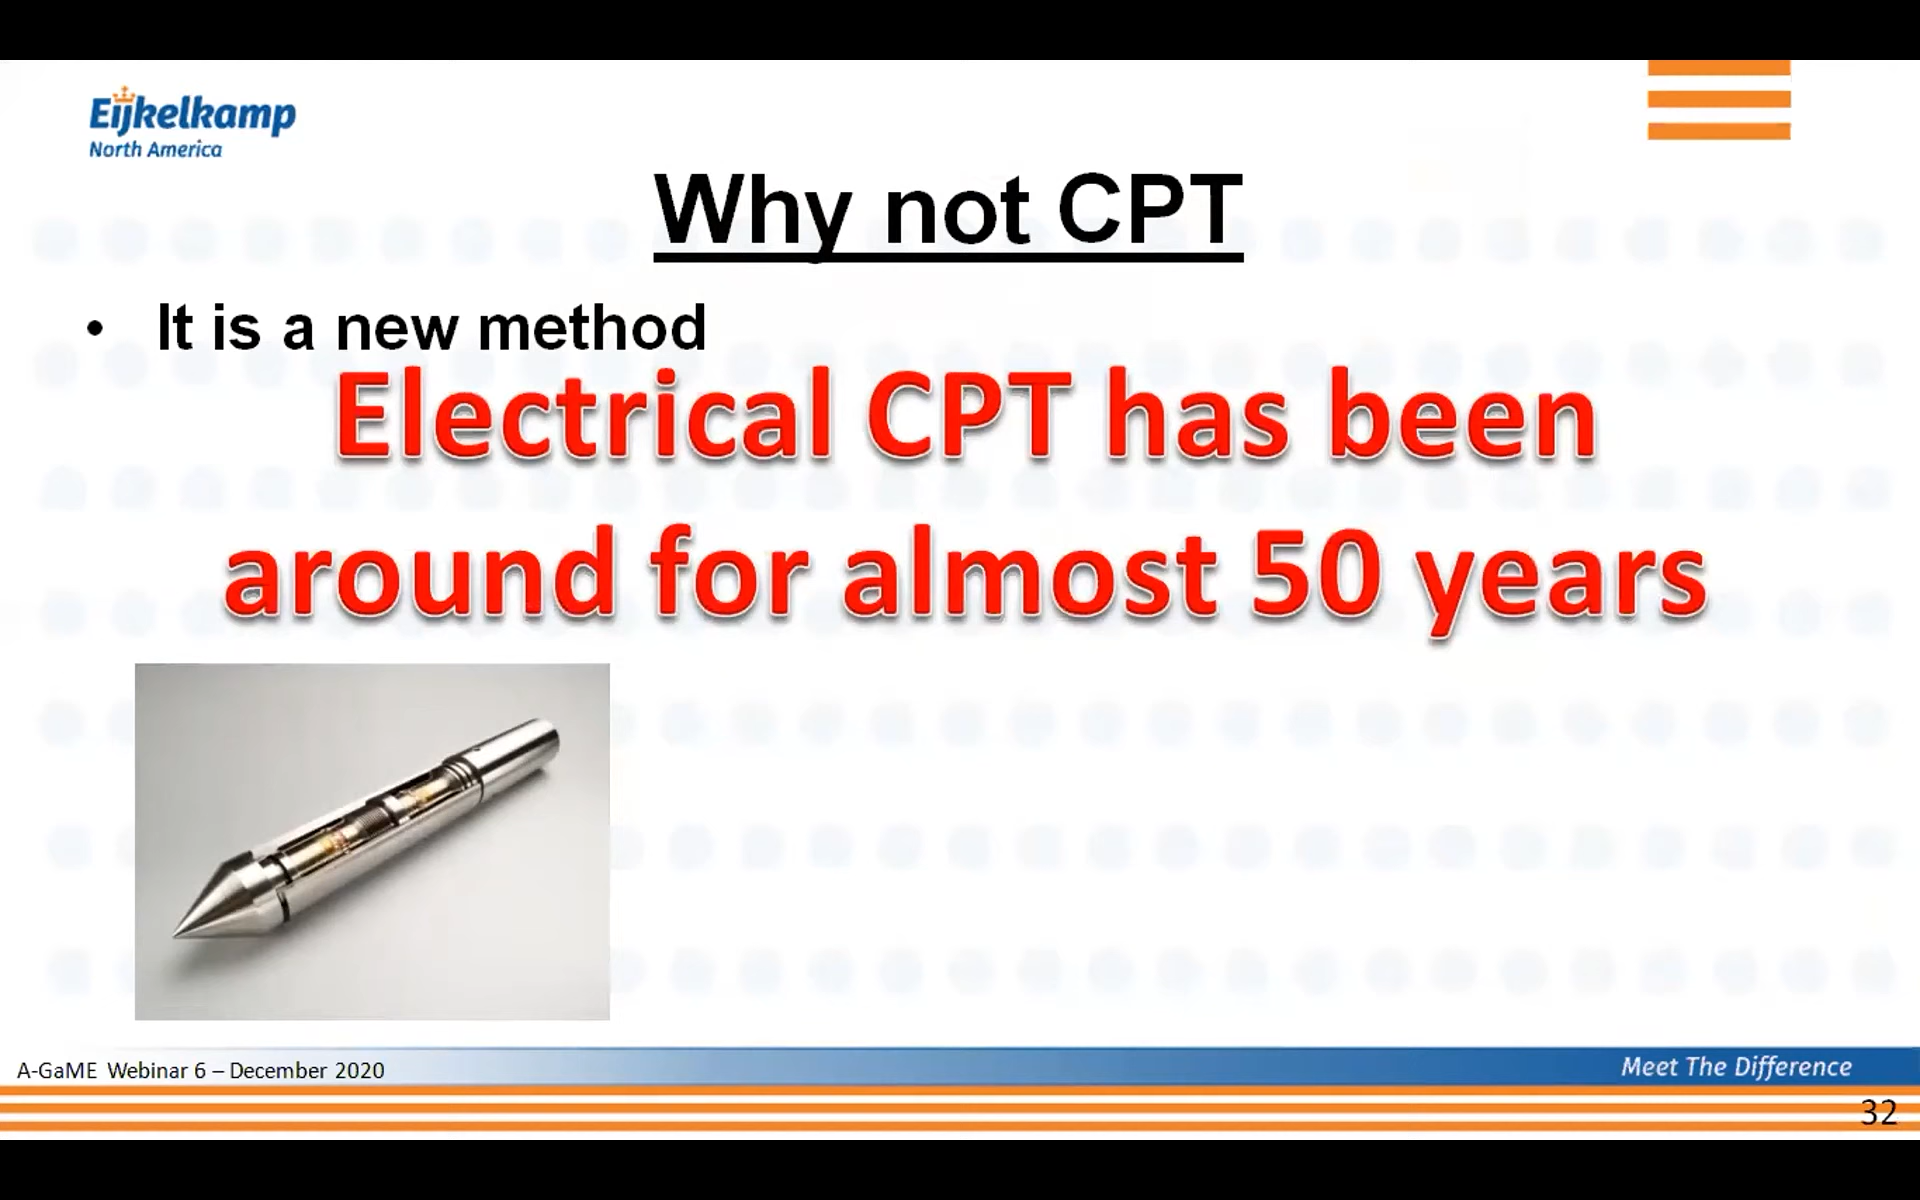 Eijkelkamp
North America
Why not CPT
• It is a new method
Electrical CPT has been
around for almost 50 years
A-GaME Webinar 6 – December 2020
Meet The Difference
32